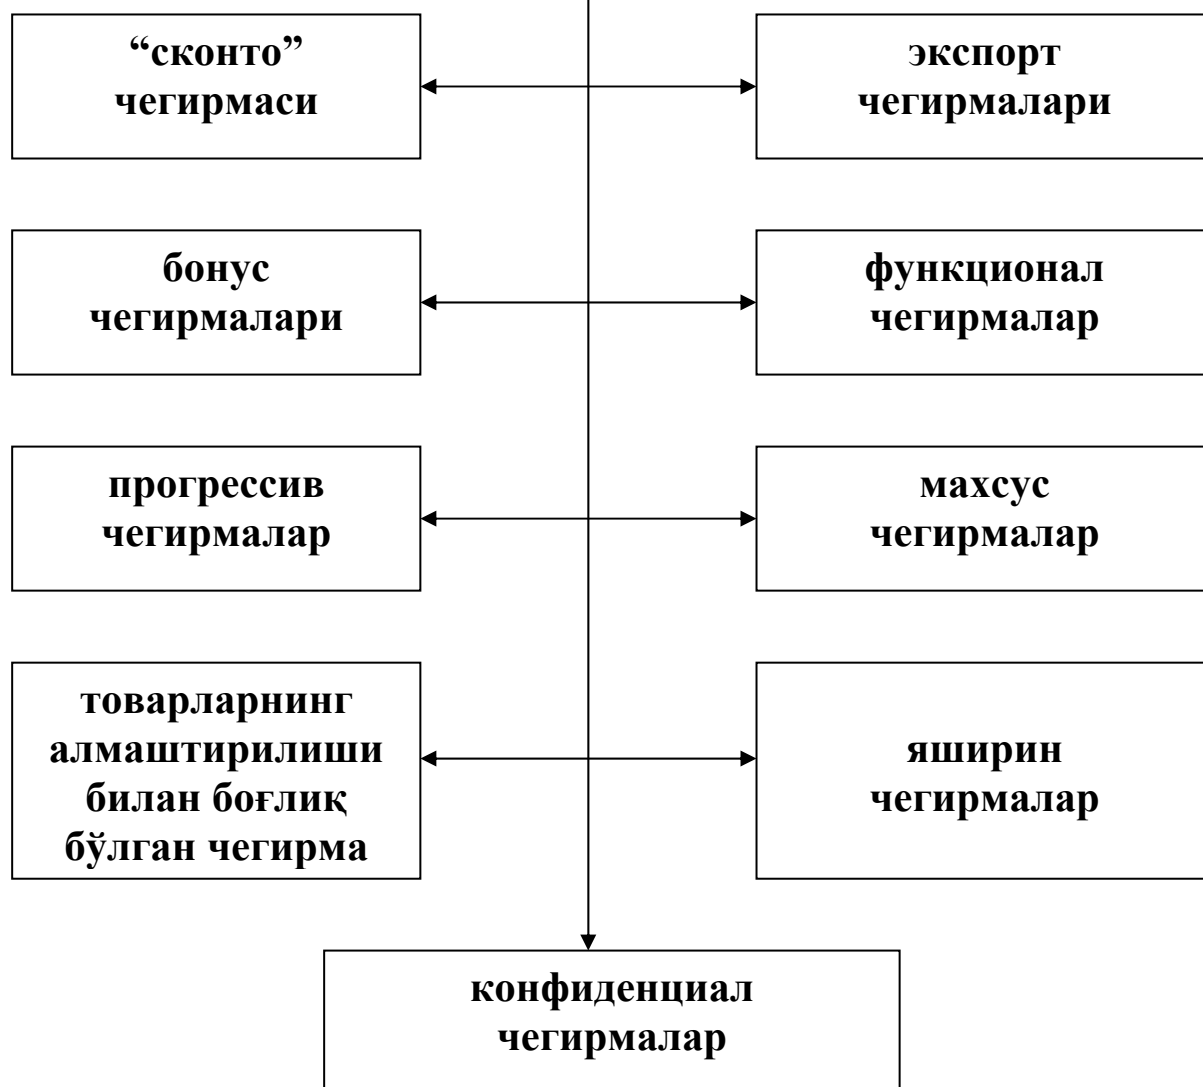 “сконто”
чегирмаси
экспорт
чегирмалари
бонус
чегирмалари
функционал
чегирмалар
прогрессив
чегирмалар
махсус
чегирмалар
товарларнинг
алмаштирилиши
билан боғлиқ
бўлган чегирма
яширин
чегирмалар
конфиденциал
чегирмалар